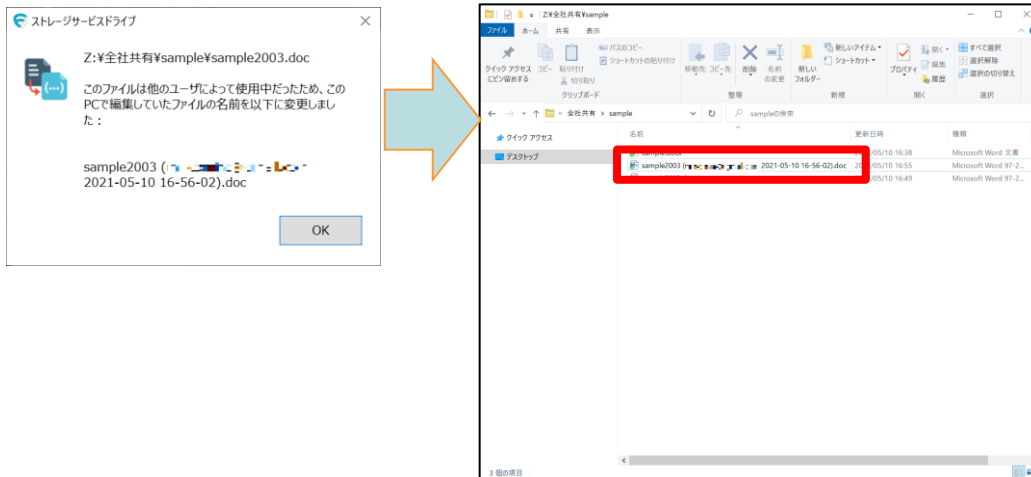 ストレージサービスドライブ
Z:¥全社共有¥sample¥sample2003.doc
このファイルは他のユーザによって使用中だったため、この
PCで編集していたファイルの名前を以下に変更しまし
た：
sample2003 (
2021-05-10 16-56-02).doc
OK
Z:¥全社共有¥sample
ファイル ホーム 共有 表示
クイック アクセス
にピン留めする
コピー
貼り付け
パスのコピー
ショートカットの貼り付け
切り取り
クリップボード
移動先
コピー先
削除
名前
の変更
整理
新しい
フォルダー
新しいアイテム
ショートカット
新規
プロパティ
開く
編集
履歴
開く
すべて選択
選択解除
選択の切り替え
選択
全社共有 › sample
sampleの検索
クイック アクセス
デスクトップ
名前 更新日時 種類
/05/10 16:38 Microsoft Word 文書
sample2003 ( 2021-05-10 16-56-02).doc /05/10 16:55 Microsoft Word 97-2...
/05/10 16:49 Microsoft Word 97-2...
3 個の項目